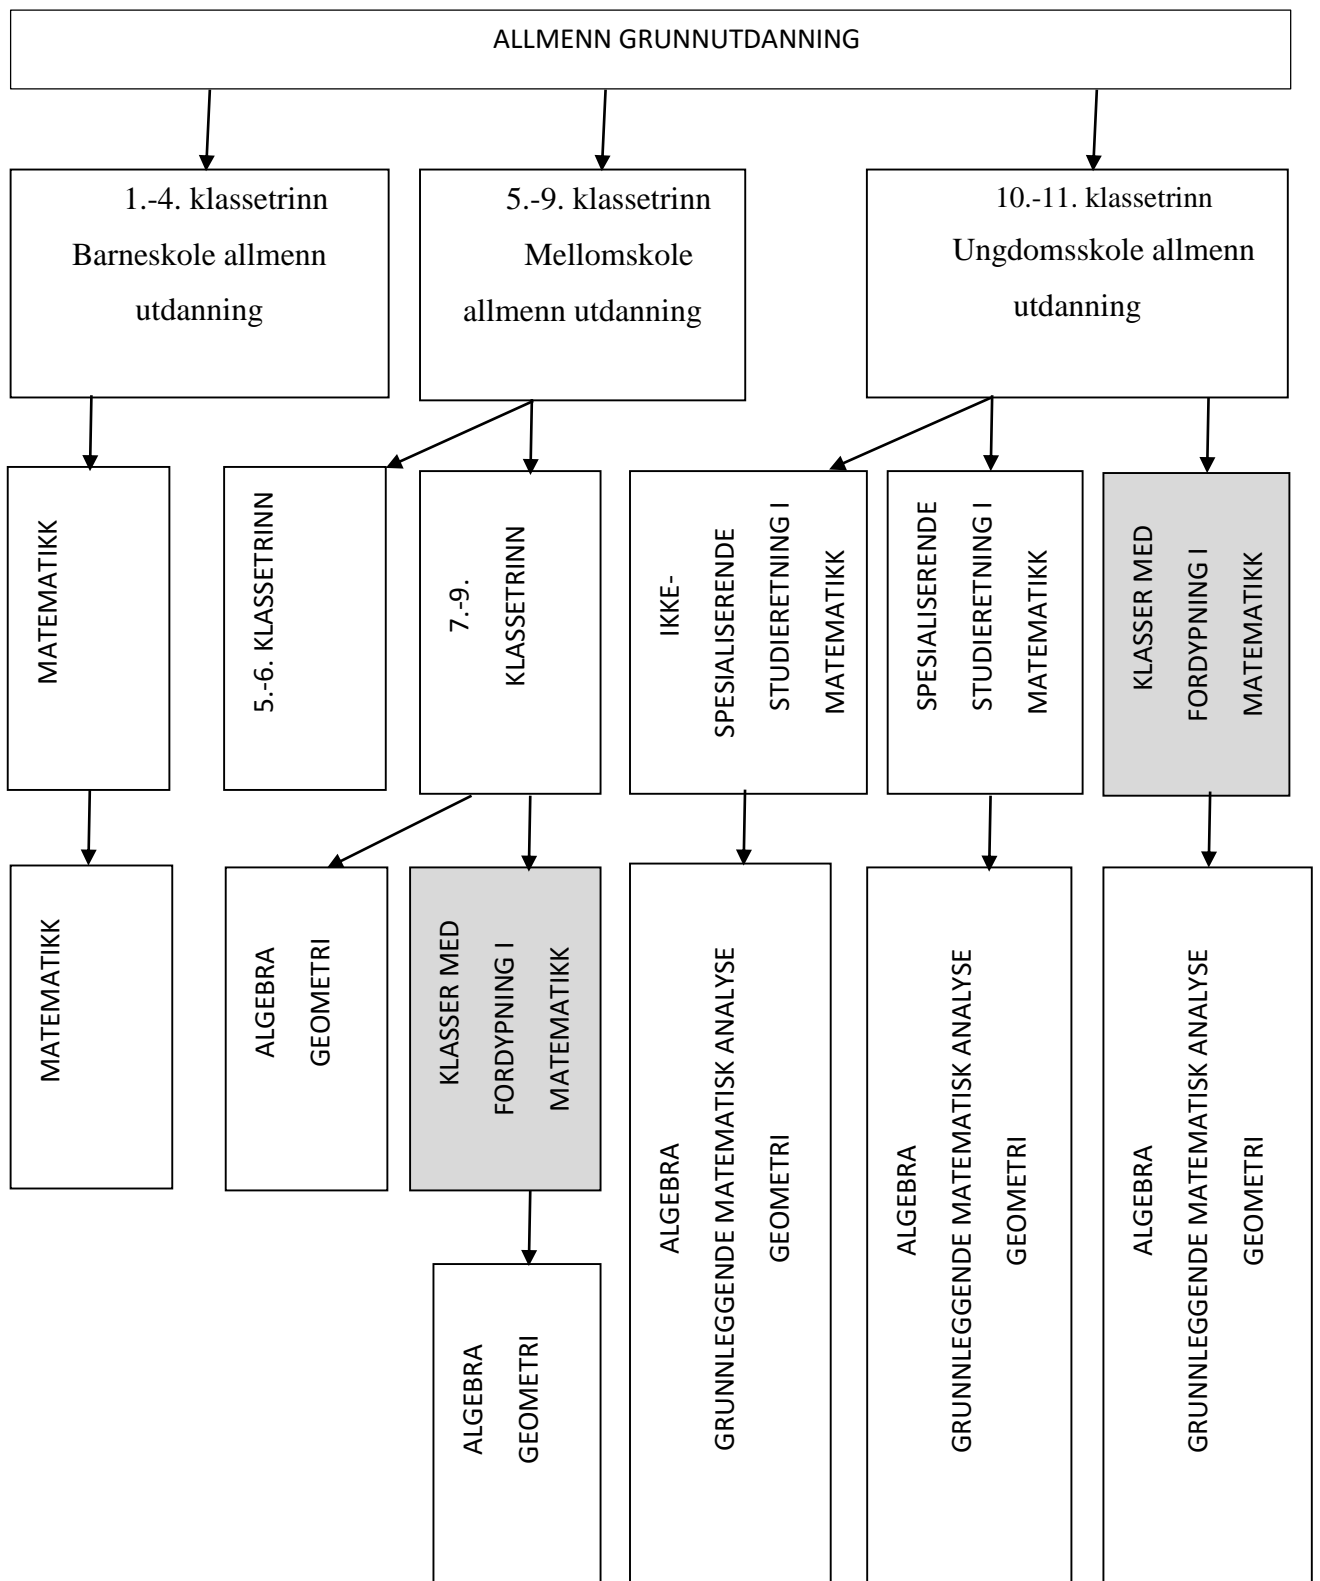 ALLMENN GRUNNUTDANNING
1.-4. klassetrinn
Barneskole allmenn
utdanning
5.-9. klassetrinn
Mellomskole
allmenn utdanning
10.-11. klassetrinn
Ungdomsskole allmenn
utdanning
MATEMATIKK
5.-6. KLASSETRINN
7.-9.
KLASSETRINN
IKKE-
SPESIALISERENDE
STUDIERETNING I
MATEMATIKK
SPESIALISERENDE
STUDIERETNING I
MATEMATIKK
KLASSER MED
FORDYPNING I
MATEMATIKK
MATEMATIKK
ALGEBRA
GEOMETRI
KLASSER MED
FORDYPNING I
MATEMATIKK
ALGEBRA
GRUNNLEGGENDE MATEMATISK ANALYSE
GEOMETRI
ALGEBRA
GRUNNLEGGENDE MATEMATISK ANALYSE
GEOMETRI
ALGEBRA
GRUNNLEGGENDE MATEMATISK ANALYSE
GEOMETRI
ALGEBRA
GEOMETRI